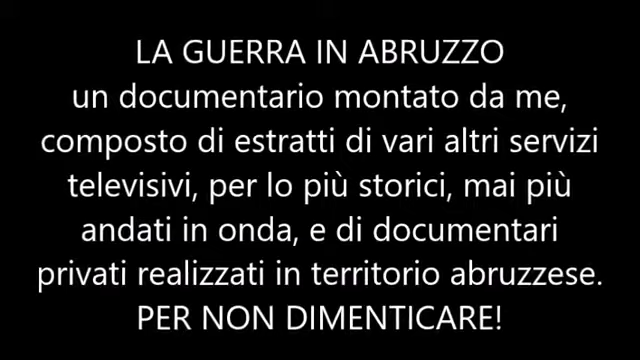 LA GUERRA IN ABRUZZO
un documentario montato da me,
composto di estratti di vari altri servizi
televisivi, per lo più storici, mai più
andati in onda, e di documentari
privati realizzati in territorio abruzzese.
PER NON DIMENTICARE!